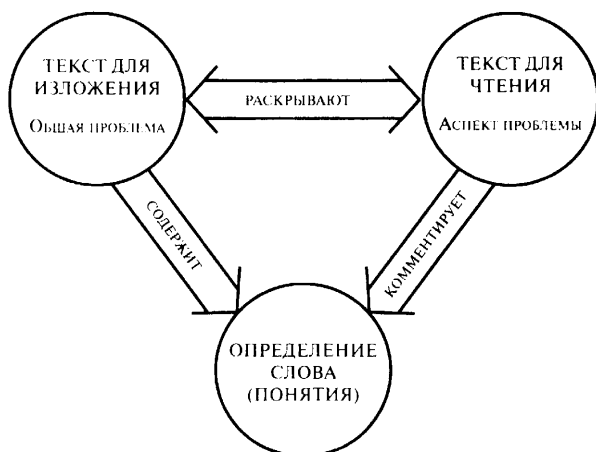 ТЕКСТ ДЛЯ
ИЗЛОЖЕНИЯ
ОБЩАЯ ПРОБЛЕМА
РАСКРЫВАЮТ
ТЕКСТ ДЛЯ
ЧТЕНИЯ
АСПЕКТ ПРОБЛЕМЫ
СОДЕРЖИТ
КОММЕНТИРУЕТ
ОПРЕДЕЛЕНИЕ
СЛОВА
(ПОНЯТИЯ)